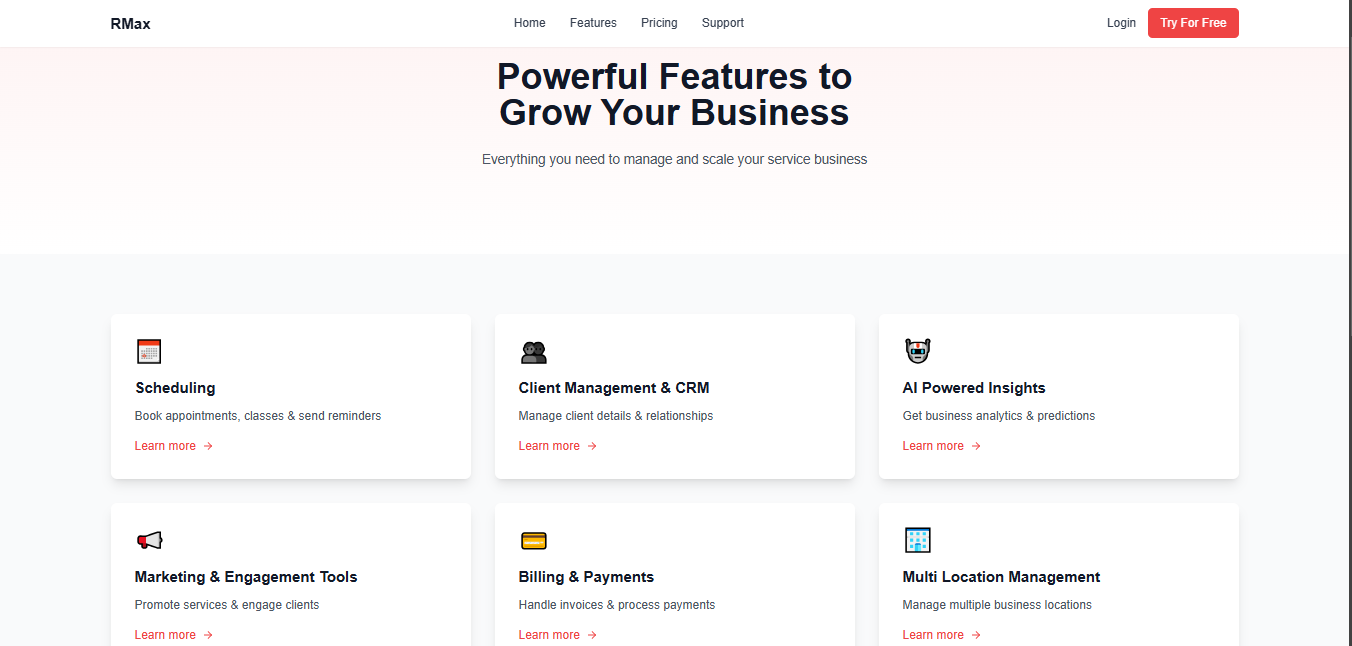 RMax
Home Features Pricing Support
Login Try For Free
Powerful Features to
Grow Your Business
Everything you need to manage and scale your service business
Scheduling
Book appointments, classes & send reminders
Learn more →
Client Management & CRM
Manage client details & relationships
Learn more →
AI Powered Insights
Get business analytics & predictions
Learn more →
Marketing & Engagement Tools
Promote services & engage clients
Learn more →
Billing & Payments
Handle invoices & process payments
Learn more →
Multi Location Management
Manage multiple business locations
Learn more →